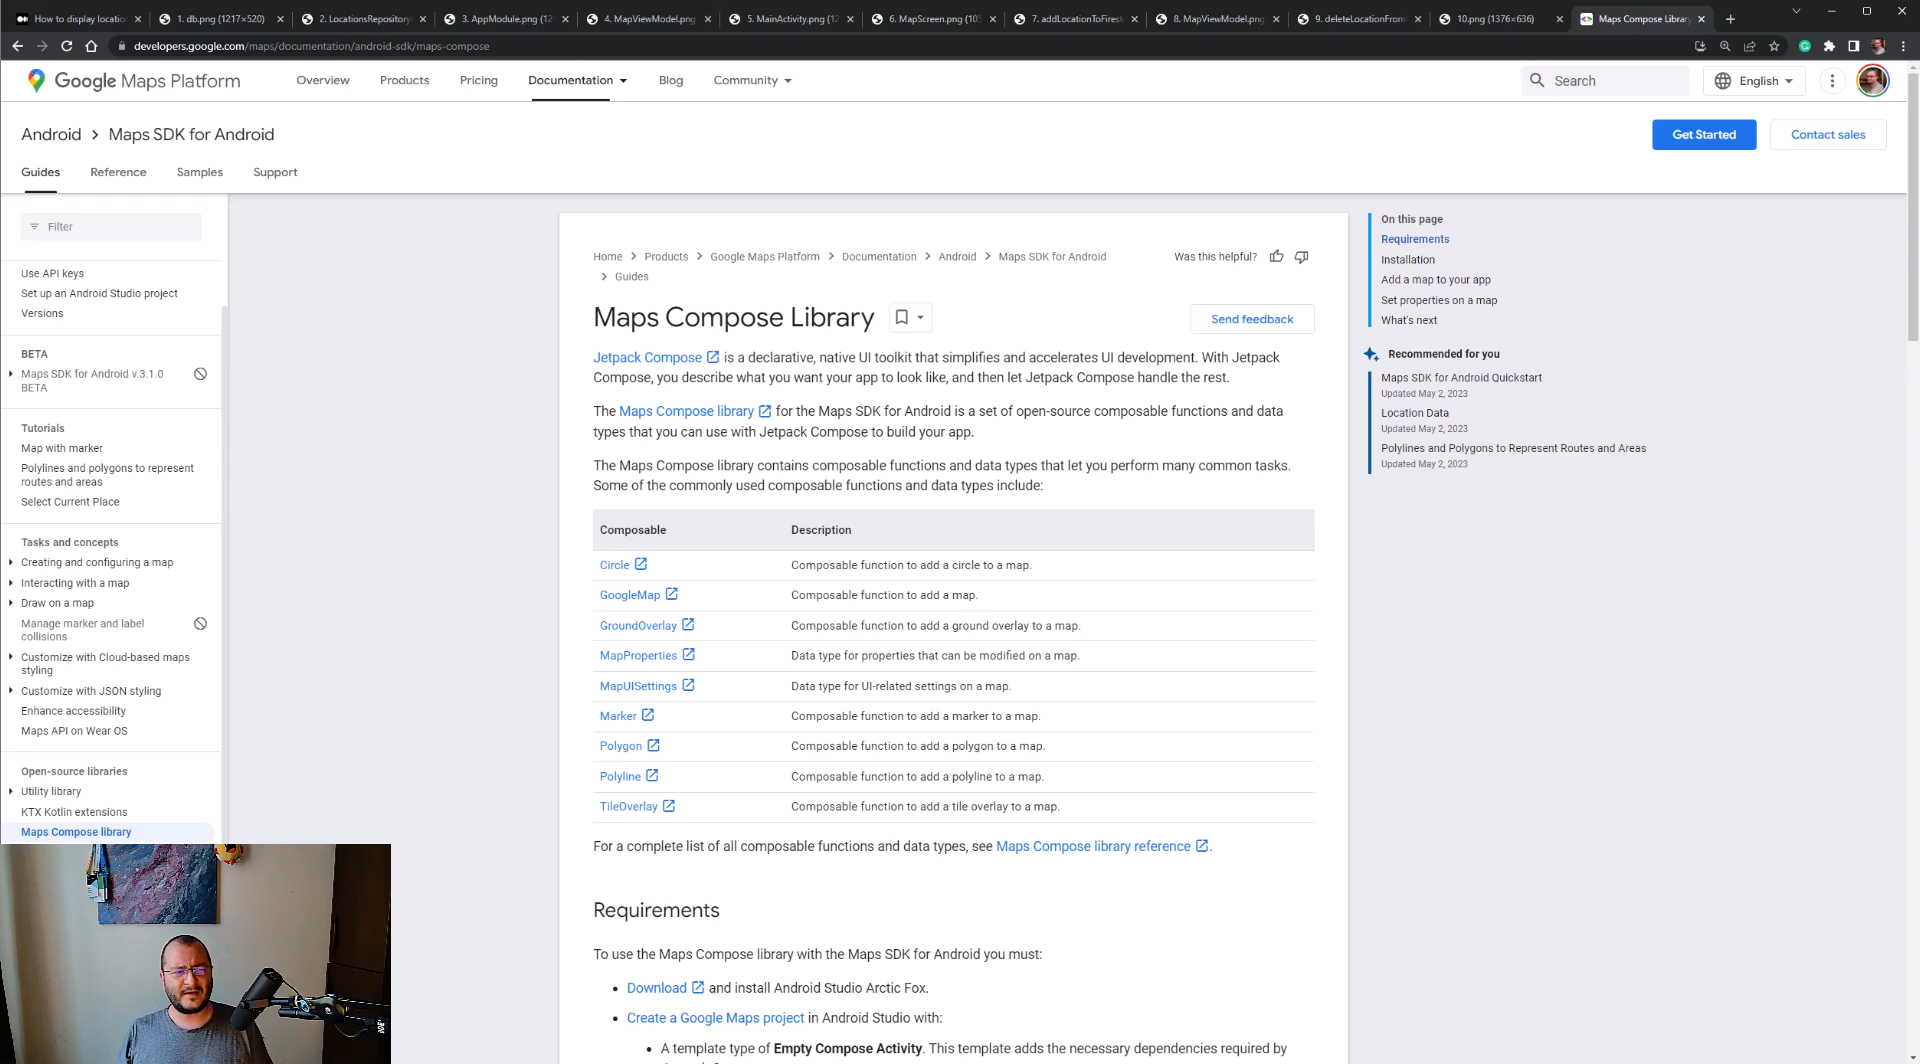 How to display location
1. db.png (1217×520)
2. LocationsRepository
3. AppModule.png (121
4. MapViewModel.png
5. MainActivity.png (12
6. MapScreen.png (105
7. addLocationToFirest
8. MapViewModel.png
9. deleteLocationFrom
10.png (1376×636)
Maps Compose Library
developers.google.com/maps/documentation/android-sdk/maps-compose
Google Maps Platform
Overview
Products
Pricing
Documentation
Blog
Community
Search
English
Android
Maps SDK for Android
Get Started
Contact sales
Guides
Reference
Samples
Support
Filter
Use API keys
Set up an Android Studio project
Versions
BETA
Maps SDK for Android v.3.1.0
BETA
Tutorials
Map with marker
Polylines and polygons to represent
routes and areas
Select Current Place
Tasks and concepts
Creating and configuring a map
Interacting with a map
Draw on a map
Manage marker and label
collisions
Customize with Cloud-based maps
styling
Customize with JSON styling
Enhance accessibility
Maps API on Wear OS
Open-source libraries
Utility library
KTX Kotlin extensions
Maps Compose library
Home
Products
Google Maps Platform
Documentation
Android
Maps SDK for Android
Guides
Was this helpful?
Maps Compose Library
Send feedback
Jetpack Compose is a declarative, native UI toolkit that simplifies and accelerates UI development. With Jetpack
Compose, you describe what you want your app to look like, and then let Jetpack Compose handle the rest.
The Maps Compose library for the Maps SDK for Android is a set of open-source composable functions and data
types that you can use with Jetpack Compose to build your app.
The Maps Compose library contains composable functions and data types that let you perform many common tasks.
Some of the commonly used composable functions and data types include:
Composable Description
Circle Composable function to add a circle to a map.
GoogleMap Composable function to add a map.
GroundOverlay Composable function to add a ground overlay to a map.
MapProperties Data type for properties that can be modified on a map.
MapUISettings Data type for UI-related settings on a map.
Marker Composable function to add a marker to a map.
Polygon Composable function to add a polygon to a map.
Polyline Composable function to add a polyline to a map.
TileOverlay Composable function to add a tile overlay to a map.
For a complete list of all composable functions and data types, see Maps Compose library reference.
Requirements
To use the Maps Compose library with the Maps SDK for Android you must:
Download and install Android Studio Arctic Fox.
Create a Google Maps project in Android Studio with:
A template type of Empty Compose Activity. This template adds the necessary dependencies required by
On this page
Requirements
Installation
Add a map to your app
Set properties on a map
What's next
Recommended for you
Maps SDK for Android Quickstart
Updated May 2, 2023
Location Data
Updated May 2, 2023
Polylines and Polygons to Represent Routes and Areas
Updated May 2, 2023